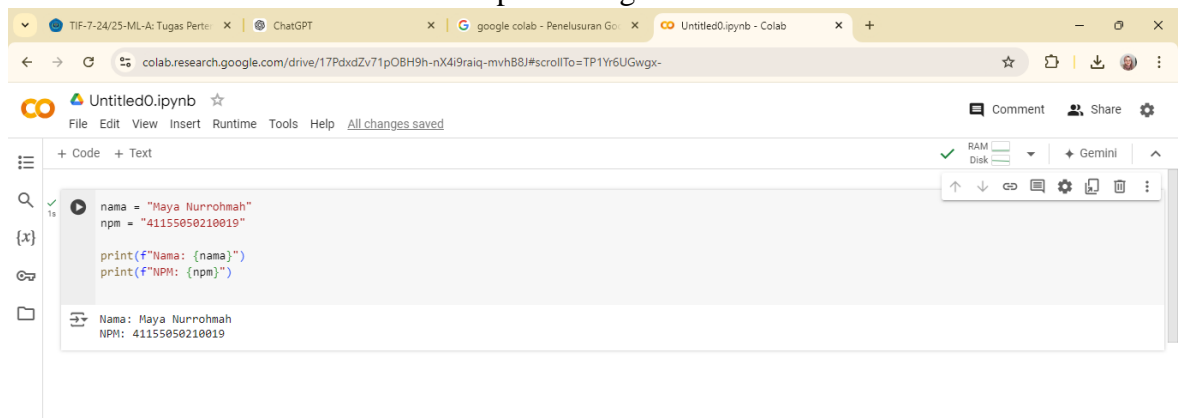 TIF-7-24/25-ML-A: Tugas Perte
ChatGPT
google colab - Penelusuran Goo
Untitled0.ipynb - Colab
colab.research.google.com/drive/17PdxdZv71pOBH9h-nX4i9raiq-mvhB8J#scrollTo=TP1Yr6UGwgx-
Untitled0.ipynb
Comment
Share
File Edit View Insert Runtime Tools Help All changes saved
+ Code + Text
RAM
Disk
Gemini
1s
{x}
nama = "Maya Nurrohmah"
npm = "41155050210019"
print(f"Nama: {nama}")
print(f"NPM: {npm}")
Nama: Maya Nurrohmah
NPM: 41155050210019